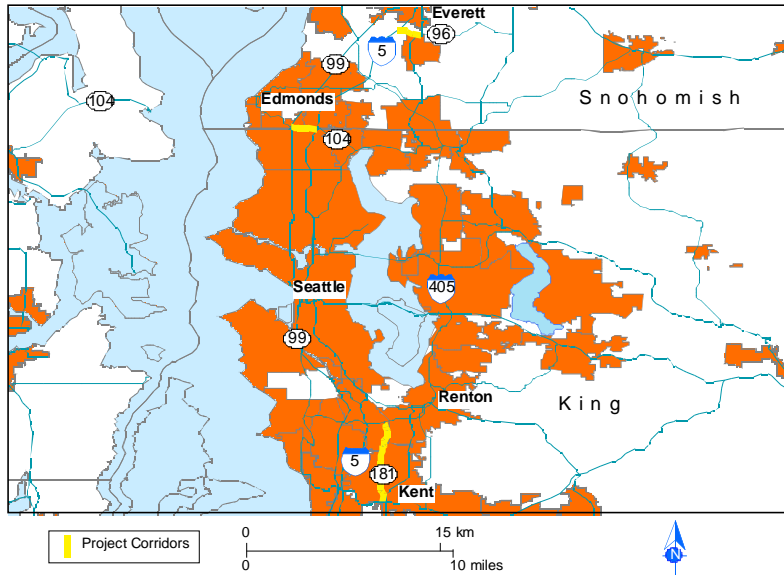 Everett
96
5
99
Edmonds
Snohomish
104
104
Seattle
405
99
Renton
King
5
181
Kent
Project Corridors
0 15 km
0 10 miles
N